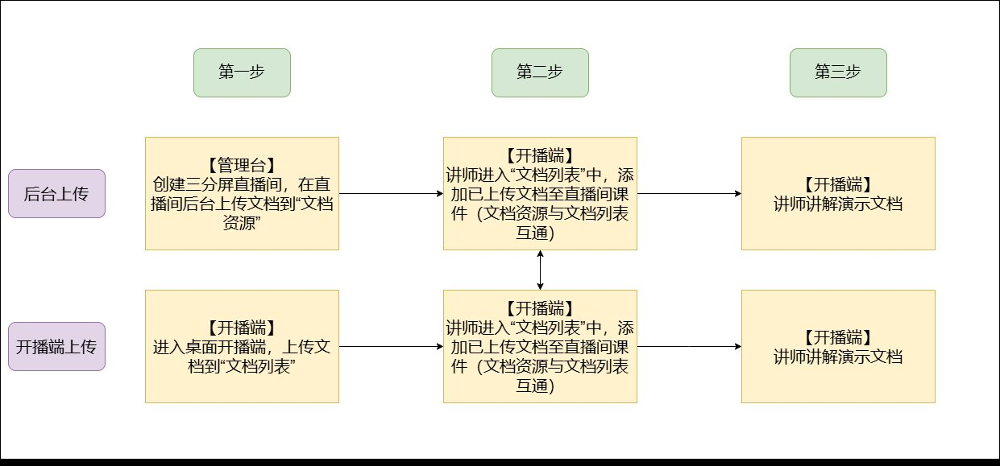 第一步
第二步
第三步
后台上传
【管理台】
创建三分屏直播间，在直
播间后台上传文档到“文档
资源”
【开播端】
讲师进入“文档列表”中，添
加已上传文档至直播间课
件（文档资源与文档列表
互通）
【开播端】
讲师讲解演示文档
开播端上传
【开播端】
进入桌面开播端，上传文
档到“文档列表”
【开播端】
讲师进入“文档列表”中，添
加已上传文档至直播间课
件（文档资源与文档列表
互通）
【开播端】
讲师讲解演示文档